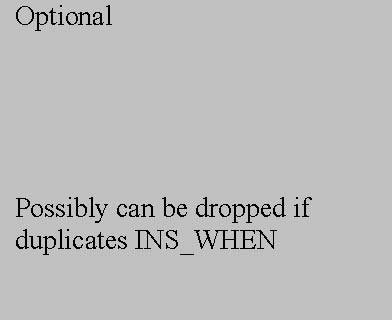 Optional
Possibly can be dropped if
duplicates INS_WHEN